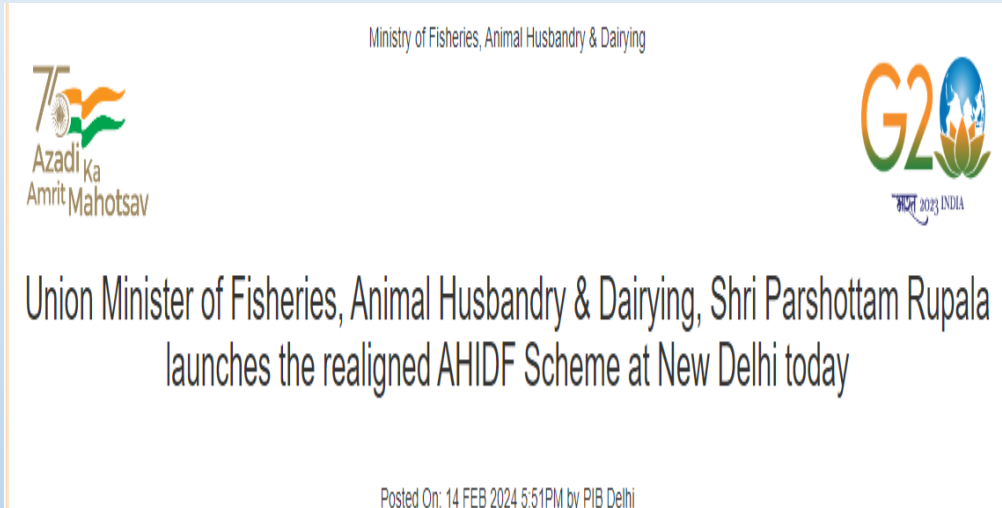 Ministry of Fisheries, Animal Husbandry & Dairying
75
Azadi Ka
Amrit Mahotsav
G20
भारत 2023 INDIA
Union Minister of Fisheries, Animal Husbandry & Dairying, Shri Parshottam Rupala
launches the realigned AHIDF Scheme at New Delhi today
Posted On: 14 FEB 2024 5:51PM by PIB Delhi